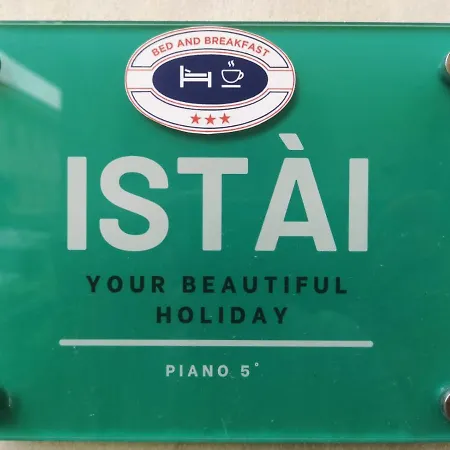 BED AND BREAKFAST
ISTÀI
YOUR BEAUTIFUL
HOLIDAY
PIANO 5°